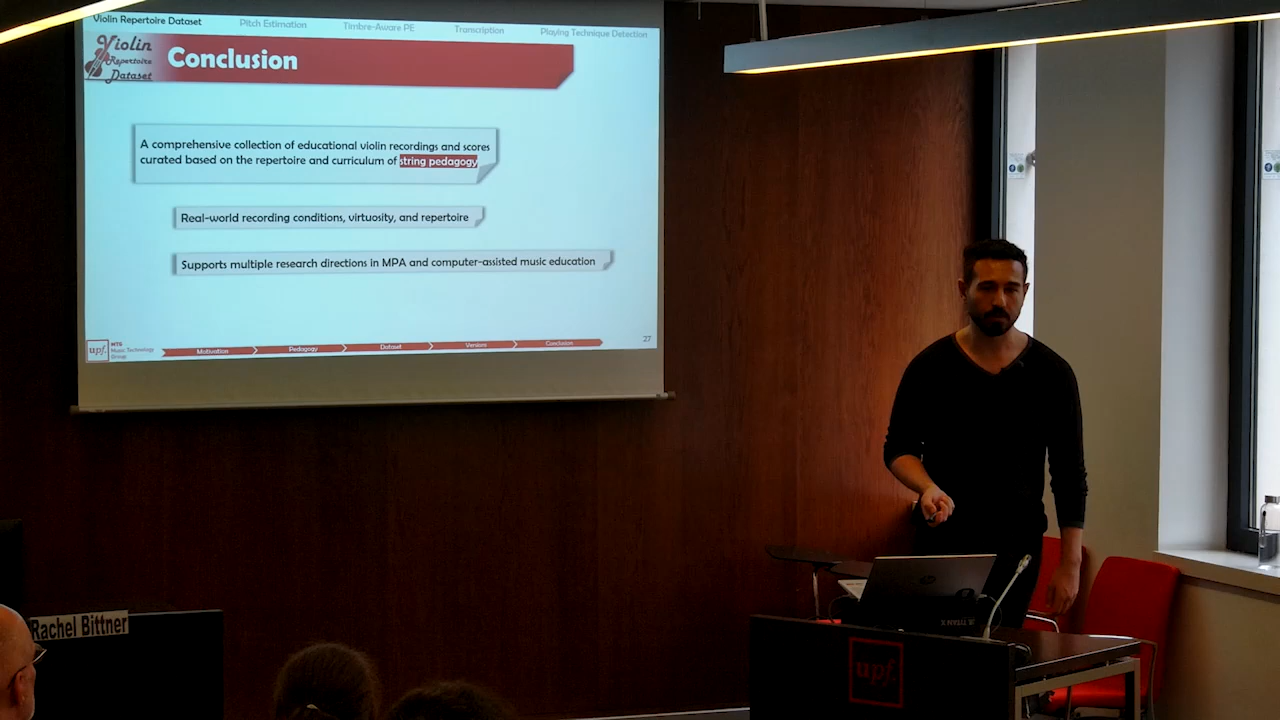 Violin Repertoire Dataset
Pitch Estimation
Timbre-Aware PE
Transcription
Playing Technique Detection
Violin
Repertoire
Dataset
Conclusion
A comprehensive collection of educational violin recordings and scores
curated based on the repertoire and curriculum of string pedagogy
Real-world recording conditions, virtuosity, and repertoire
Supports multiple research directions in MPA and computer-assisted music education
upf.
MTG
Music Technology
Group
Motivation
Pedagogy
Dataset
Versions
Conclusion
27
Rachel Bittner
TITAN X
upf.